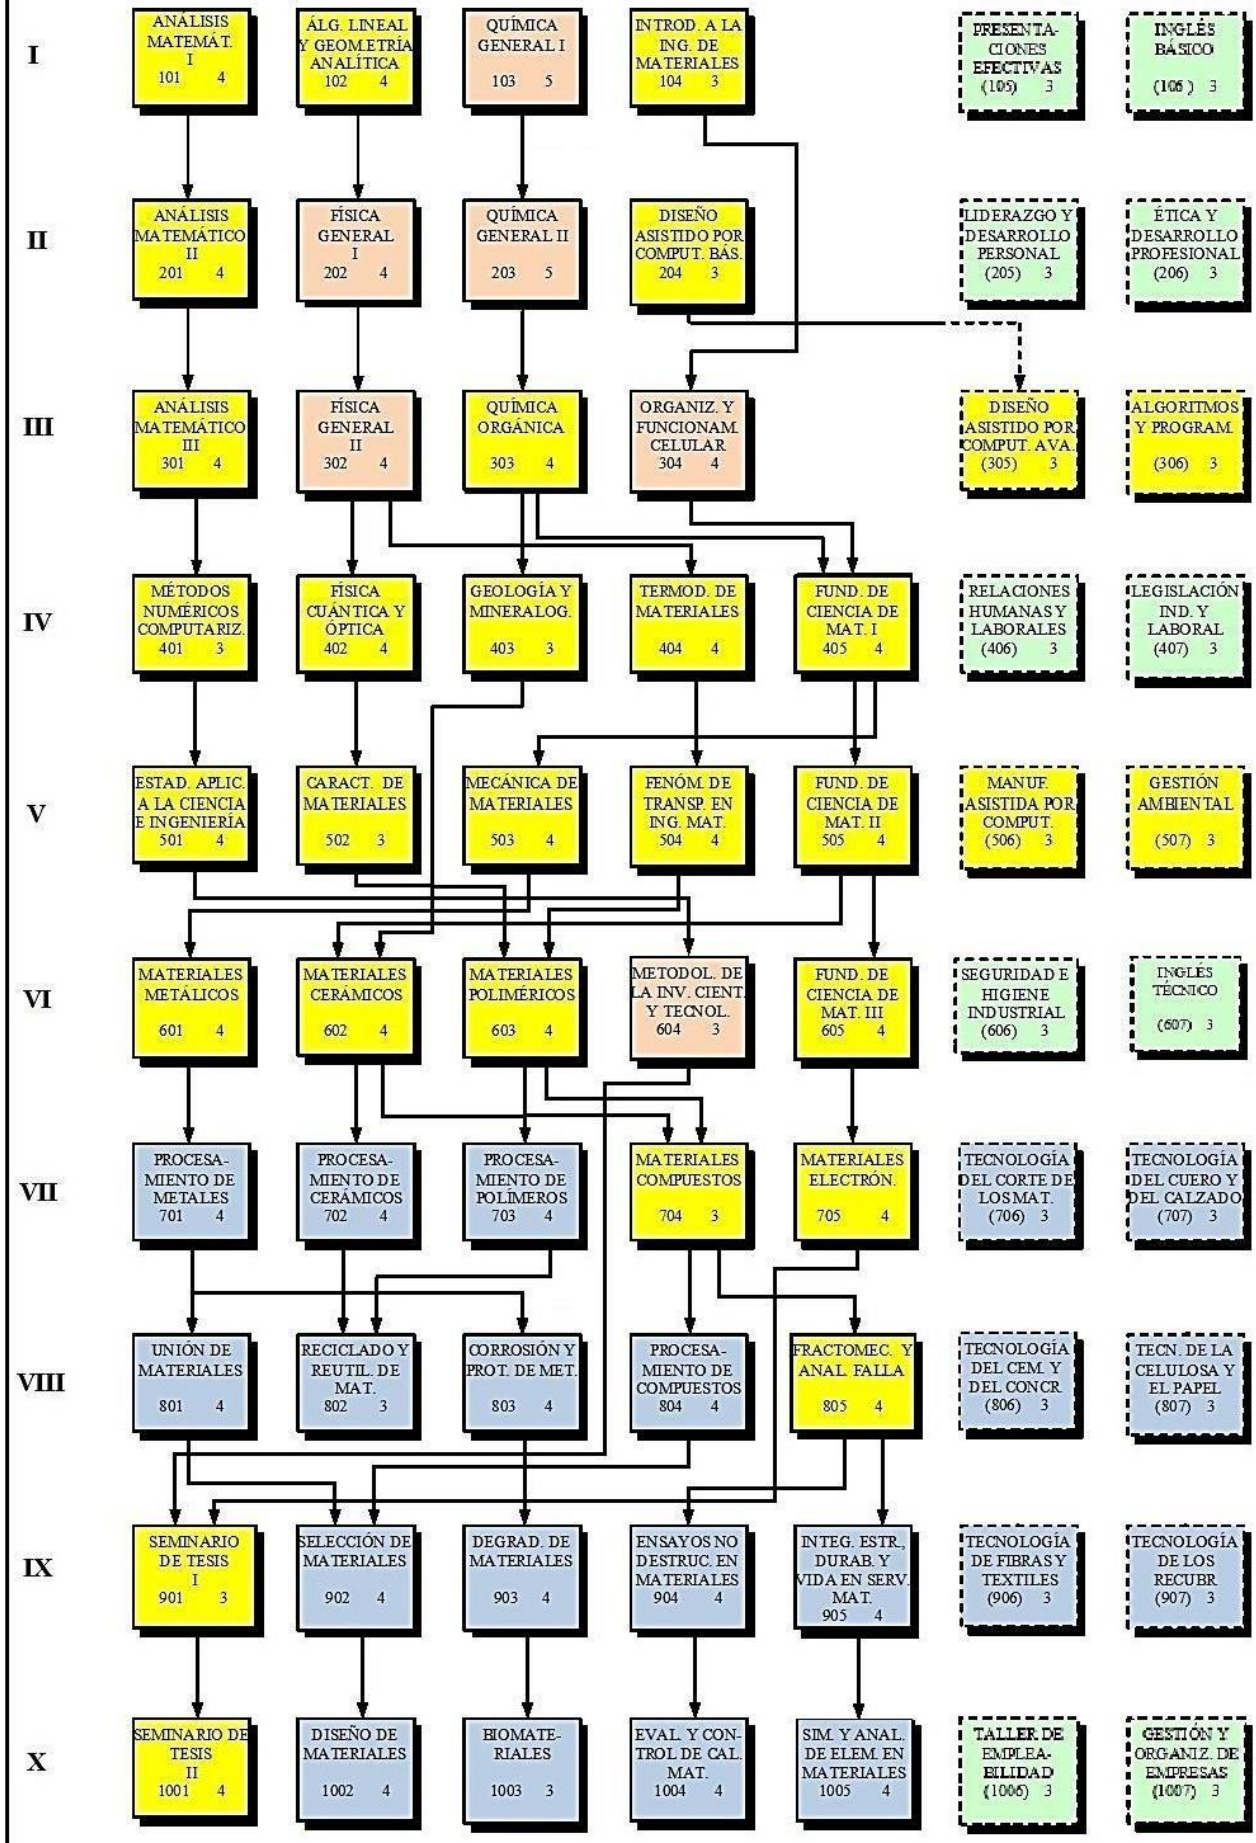 I
ANÁLISIS
MATEMÁT.
I
101 4
ÁLG. LINEAL
Y GEOMETRÍA
ANALÍTICA
102 4
QUÍMICA
GENERAL I
103 5
INTROD. A LA
ING. DE
MATERIALES
104 3
PRESENTA-
CIONES
EFECTIVAS
(105) 3
INGLÉS
BÁSICO
(106 ) 3
II
ANÁLISIS
MATEMÁTICO
II
201 4
FÍSICA
GENERAL
I
202 4
QUÍMICA
GENERAL II
203 5
DISEÑO
ASISTIDO POR
COMPUT. BÁS.
204 3
LIDERAZGO Y
DESARROLLO
PERSONAL
(205) 3
ÉTICA Y
DESARROLLO
PROFESIONAL
(206) 3
III
ANÁLISIS
MATEMÁTICO
III
301 4
FÍSICA
GENERAL
II
302 4
QUÍMICA
ORGÁNICA
303 4
ORGANIZ. Y
FUNCIONAM.
CELULAR
304 4
DISEÑO
ASISTIDO POR
COMPUT. AVA.
(305) 3
ALGORITMOS
Y PROGRAM.
(306) 3
IV
MÉTODOS
NUMÉRICOS
COMPUTARIZ.
401 3
FÍSICA
CUÁNTICA Y
ÓPTICA
402 4
GEOLOGÍA Y
MINERALOG.
403 3
TERMOD. DE
MATERIALES
404 4
FUND. DE
CIENCIA DE
MAT. I
405 4
RELACIONES
HUMANAS Y
LABORALES
(406) 3
LEGISLACIÓN
IND. Y
LABORAL
(407) 3
V
ESTAD. APLIC.
A LA CIENCIA
E INGENIERÍA
501 4
CARACT. DE
MATERIALES
502 3
MECÁNICA DE
MATERIALES
503 4
FENÓM. DE
TRANSP. EN
ING. MAT.
504 4
FUND. DE
CIENCIA DE
MAT. II
505 4
MANUF.
ASISTIDA POR
COMPUT.
(506) 3
GESTIÓN
AMBIENTAL
(507) 3
VI
MATERIALES
METÁLICOS
601 4
MATERIALES
CERÁMICOS
602 4
MATERIALES
POLIMÉRICOS
603 4
METODOL. DE
LA INV. CIENT.
Y TECNOL.
604 3
FUND. DE
CIENCIA DE
MAT. III
605 4
SEGURIDAD E
HIGIENE
INDUSTRIAL
(606) 3
INGLÉS
TÉCNICO
(607) 3
VII
PROCESA-
MIENTO DE
METALES
701 4
PROCESA-
MIENTO DE
CERÁMICOS
702 4
PROCESA-
MIENTO DE
POLÍMEROS
703 4
MATERIALES
COMPUESTOS
704 3
MATERIALES
ELECTRÓN.
705 4
TECNOLOGÍA
DEL CORTE DE
LOS MAT.
(706) 3
TECNOLOGÍA
DEL CUERO Y
DEL CALZADO
(707) 3
VIII
UNIÓN DE
MATERIALES
801 4
RECICLADO Y
REUTIL. DE
MAT.
802 3
CORROSIÓN Y
PROT. DE MET.
803 4
PROCESA-
MIENTO DE
COMPUESTOS
804 4
FRACTOMEC. Y
ANAL. FALLA
805 4
TECNOLOGÍA
DEL CEM. Y
DEL CONCR.
(806) 3
TECN. DE LA
CELULOSA Y
EL PAPEL
(807) 3
IX
SEMINARIO
DE TESIS
I
901 3
SELECCIÓN DE
MATERIALES
902 4
DEGRAD. DE
MATERIALES
903 4
ENSAYOS NO
DESTRUC. EN
MATERIALES
904 4
INTEG. ESTR.,
DURAB. Y
VIDA EN SERV.
MAT.
905 4
TECNOLOGÍA
DE FIBRAS Y
TEXTILES
(906) 3
TECNOLOGÍA
DE LOS
RECUBR.
(907) 3
X
SEMINARIO DE
TESIS
II
1001 4
DISEÑO DE
MATERIALES
1002 4
BIOMATE-
RIALES
1003 3
EVAL. Y CON-
TROL DE CAL.
MAT.
1004 4
SIM. Y ANAL.
DE ELEM. EN
MATERIALES
1005 4
TALLER DE
EMPLEA-
BILIDAD
(1006) 3
GESTIÓN Y
ORGANIZ. DE
EMPRESAS
(1007) 3